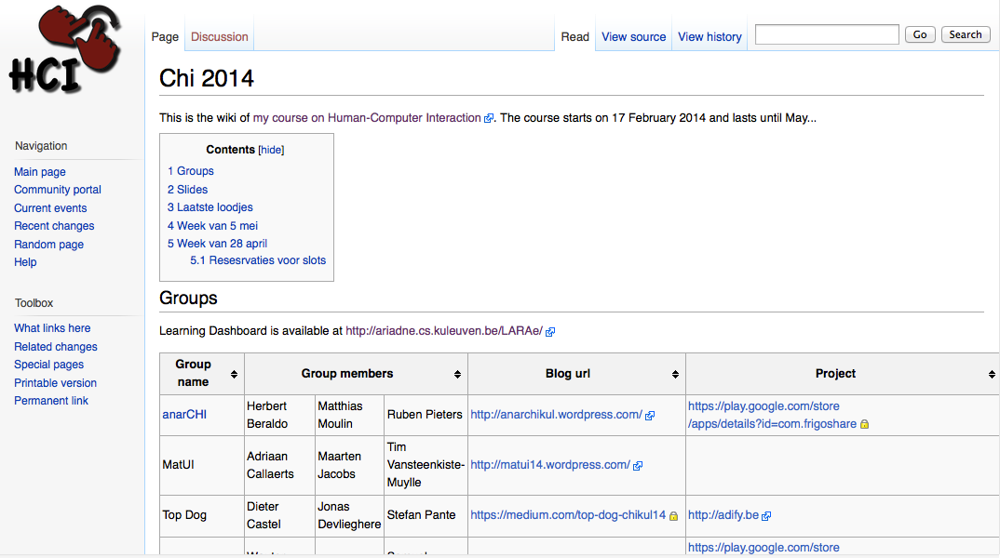 HCI
Page Discussion Read View source View history Go Search
Chi 2014
This is the wiki of my course on Human-Computer Interaction. The course starts on 17 February 2014 and lasts until May...
Navigation
Main page
Community portal
Current events
Recent changes
Random page
Help
Toolbox
What links here
Related changes
Special pages
Printable version
Permanent link
Contents [hide]
1 Groups
2 Slides
3 Laatste loodjes
4 Week van 5 mei
5 Week van 28 april
5.1 Resesrvaties voor slots
Groups
Learning Dashboard is available at http://ariadne.cs.kuleuven.be/LARAe/
Group
name
Group members
Blog url
Project
anarCHI
Herbert
Beraldo
Matthias
Moulin
Ruben Pieters
http://anarchikul.wordpress.com/
https://play.google.com/store
/apps/details?id=com.frigoshare
MatUI
Adriaan
Callaerts
Maarten
Jacobs
Tim
Vansteenkiste-
Muylle
http://matui14.wordpress.com/
Top Dog
Dieter
Castel
Jonas
Devlieghere
Stefan Pante
https://medium.com/top-dog-chikul14
http://adify.be
https://play.google.com/store